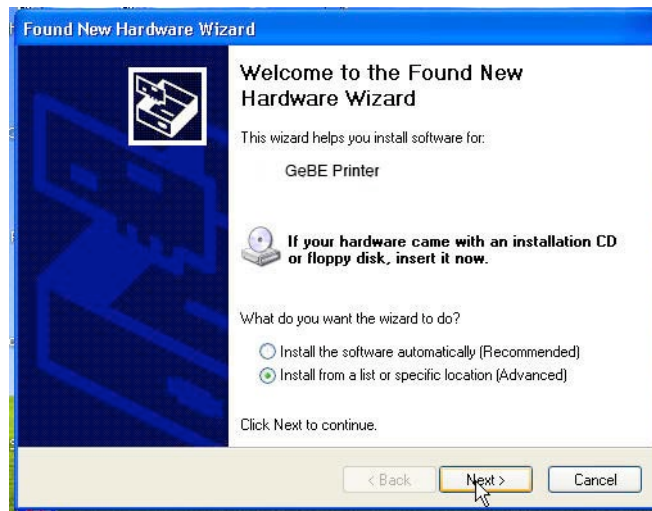 Found New Hardware Wizard
Welcome to the Found New
Hardware Wizard
This wizard helps you install software for:
GeBE Printer
If your hardware came with an installation CD
or floppy disk, insert it now.
What do you want the wizard to do?
Install the software automatically (Recommended)
Install from a list or specific location (Advanced)
Click Next to continue.
< Back
Next >
Cancel